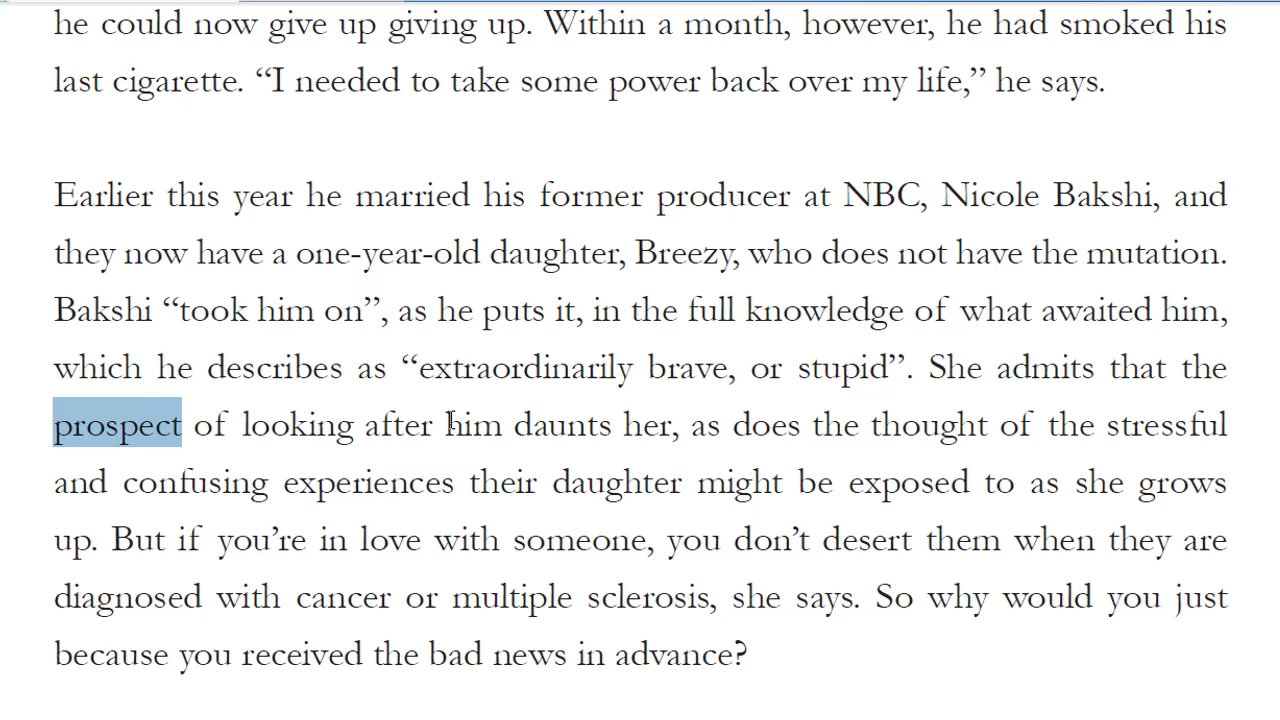 he could now give up giving up. Within a month, however, he had smoked his
last cigarette. “I needed to take some power back over my life,” he says.
Earlier this year he married his former producer at NBC, Nicole Bakshi, and
they now have a one-year-old daughter, Breezy, who does not have the mutation.
Bakshi “took him on”, as he puts it, in the full knowledge of what awaited him,
which he describes as “extraordinarily brave, or stupid”. She admits that the
prospect of looking after him daunts her, as does the thought of the stressful
and confusing experiences their daughter might be exposed to as she grows
up. But if you’re in love with someone, you don’t desert them when they are
diagnosed with cancer or multiple sclerosis, she says. So why would you just
because you received the bad news in advance?